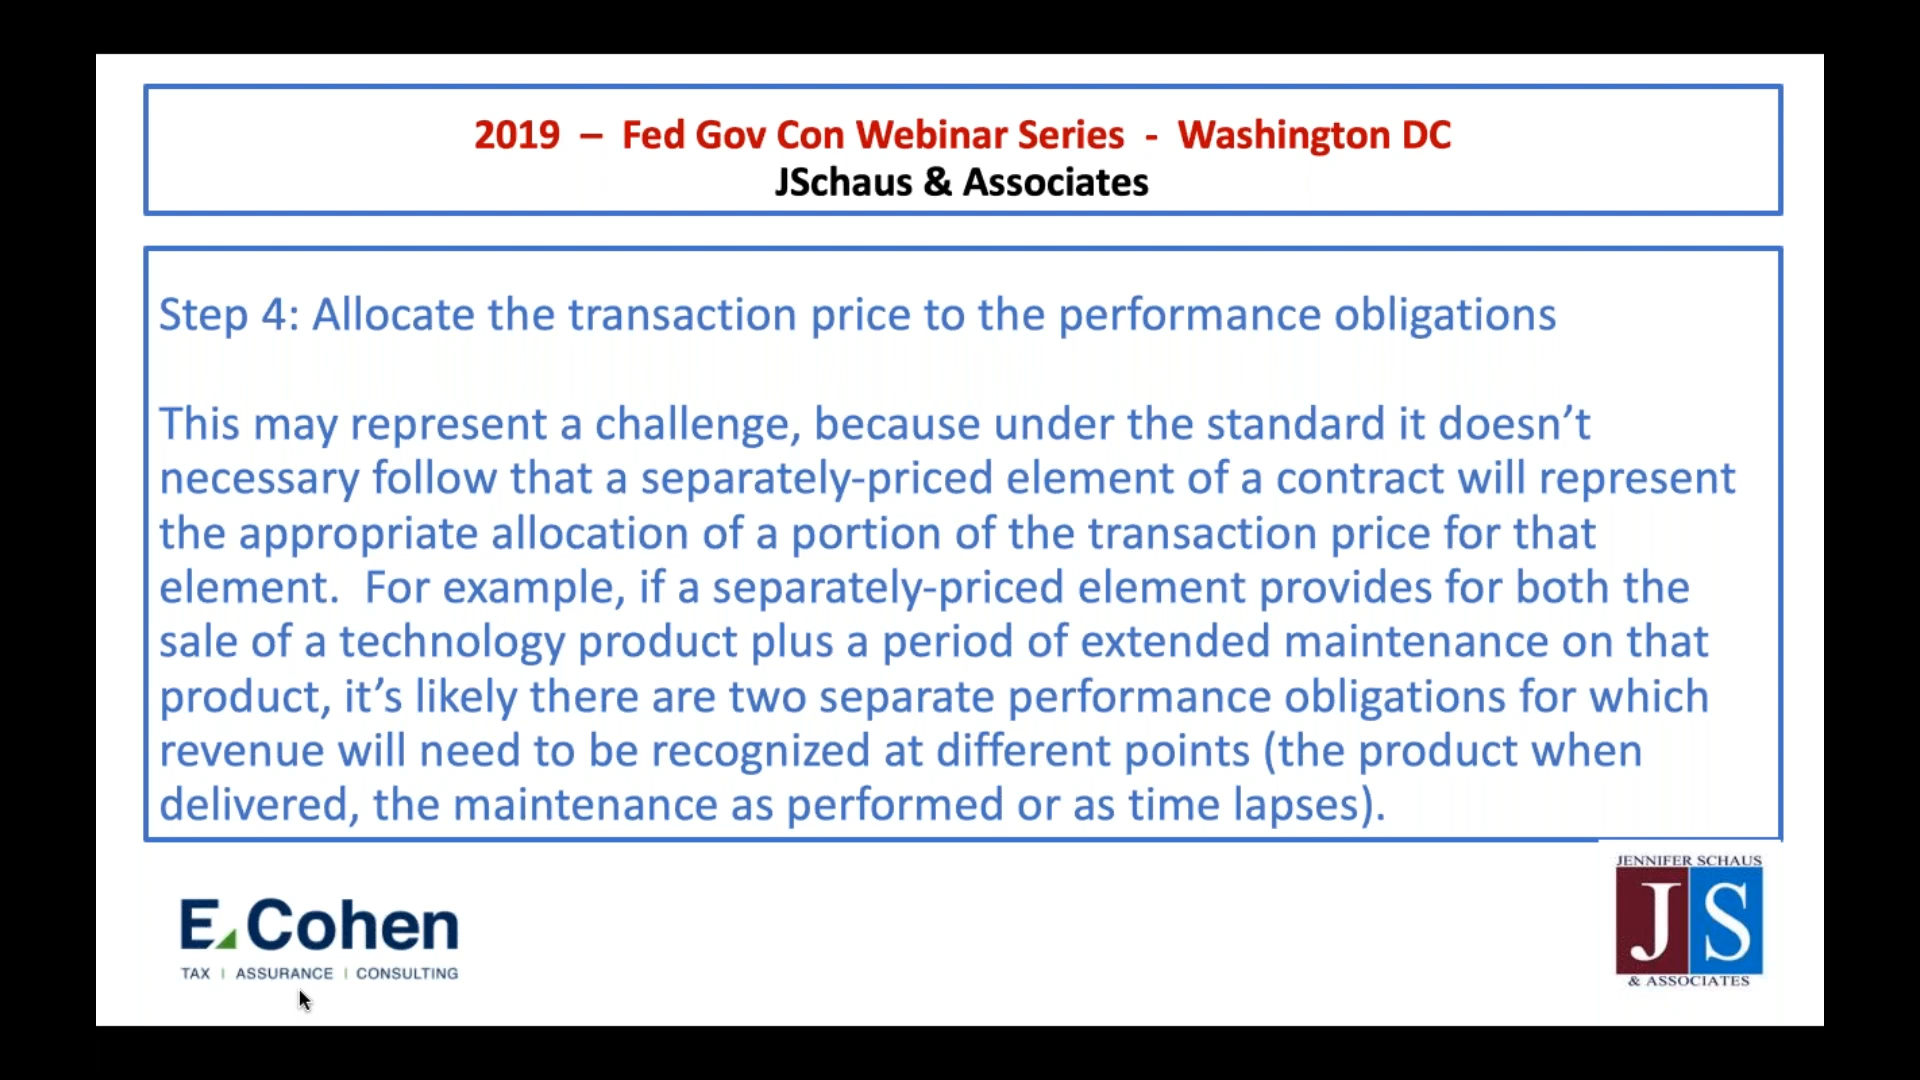 2019 – Fed Gov Con Webinar Series - Washington DC
JSchaus & Associates
Step 4: Allocate the transaction price to the performance obligations
This may represent a challenge, because under the standard it doesn’t
necessary follow that a separately-priced element of a contract will represent
the appropriate allocation of a portion of the transaction price for that
element.  For example, if a separately-priced element provides for both the
sale of a technology product plus a period of extended maintenance on that
product, it’s likely there are two separate performance obligations for which
revenue will need to be recognized at different points (the product when
delivered, the maintenance as performed or as time lapses).
E.Cohen
TAX | ASSURANCE | CONSULTING
JENNIFER SCHAUS
JS
& ASSOCIATES